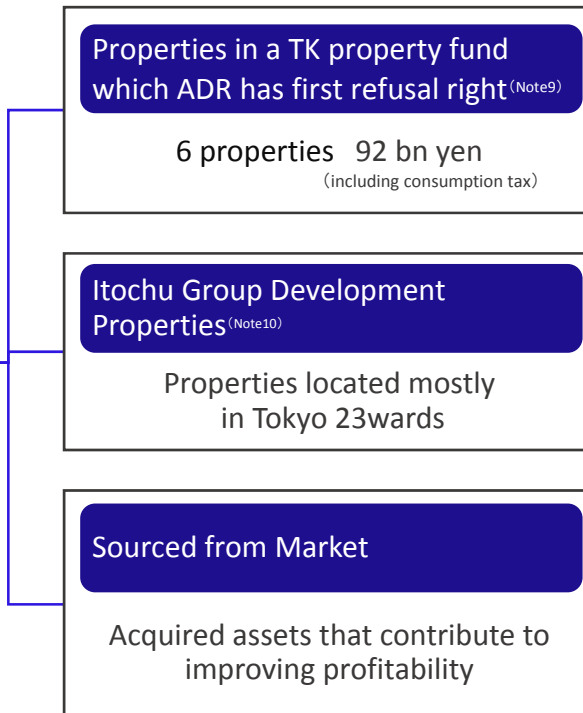 Properties in a TK property fund
which ADR has first refusal right(Note9)
6 properties 92 bn yen
(including consumption tax)
Itochu Group Development
Properties(Note10)
Properties located mostly
in Tokyo 23wards
Sourced from Market
Acquired assets that contribute to
improving profitability